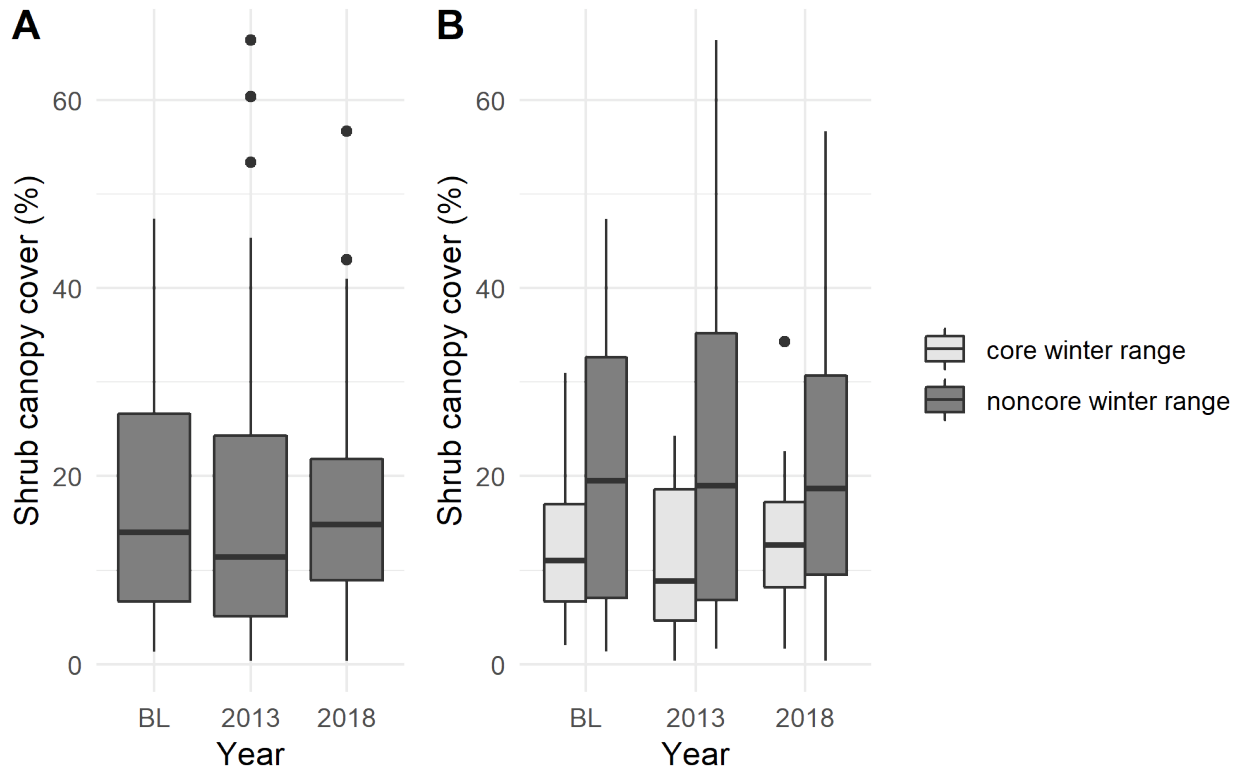 A
Shrub canopy cover (%)
60
40
20
0
BL 2013 2018
Year
B
Shrub canopy cover (%)
60
40
20
0
BL 2013 2018
Year
core winter range
noncore winter range